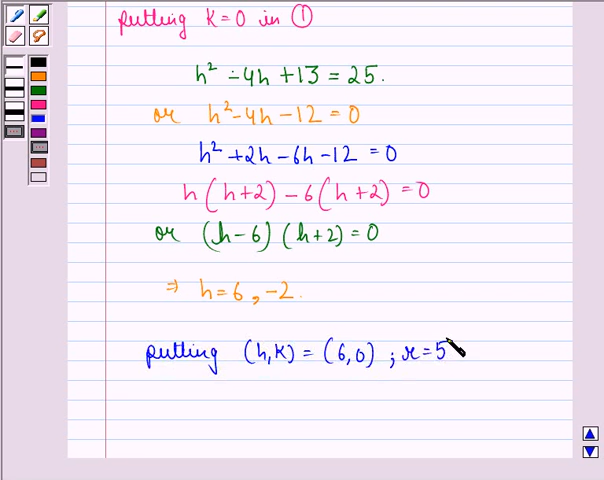 putting K=0 in ①
h² - 4h + 13 = 25.
or h² - 4h - 12 = 0
h² + 2h - 6h - 12 = 0
h (h+2) - 6 (h+2) = 0
or (h-6) (h+2) = 0
⇒ h = 6, -2.
putting (h, K) = (6, 0) ; r = 5